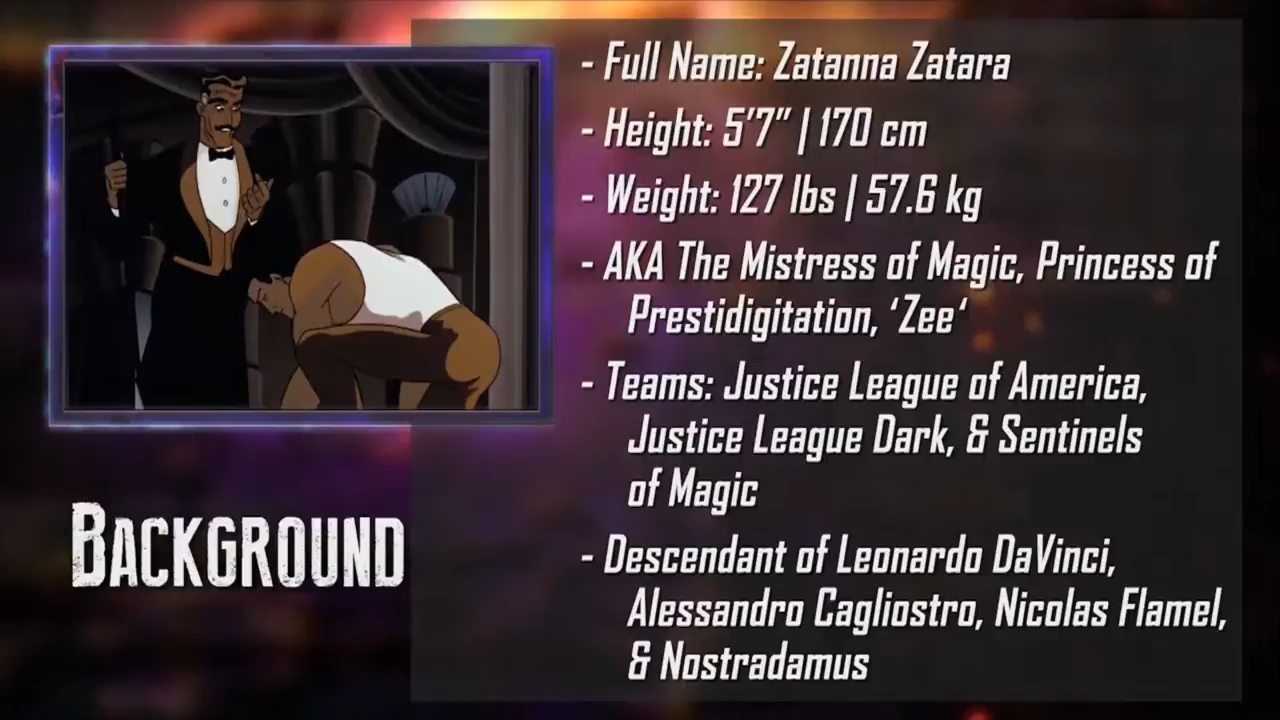 - Full Name: Zatanna Zatara
- Height: 5'7" | 170 cm
- Weight: 127 lbs | 57.6 kg
- AKA The Mistress of Magic, Princess of
Prestidigitation, ‘Zee‘
- Teams: Justice League of America,
Justice League Dark, & Sentinels
of Magic
- Descendant of Leonardo DaVinci,
Alessandro Cagliostro, Nicolas Flamel,
& Nostradamus
BACKGROUND